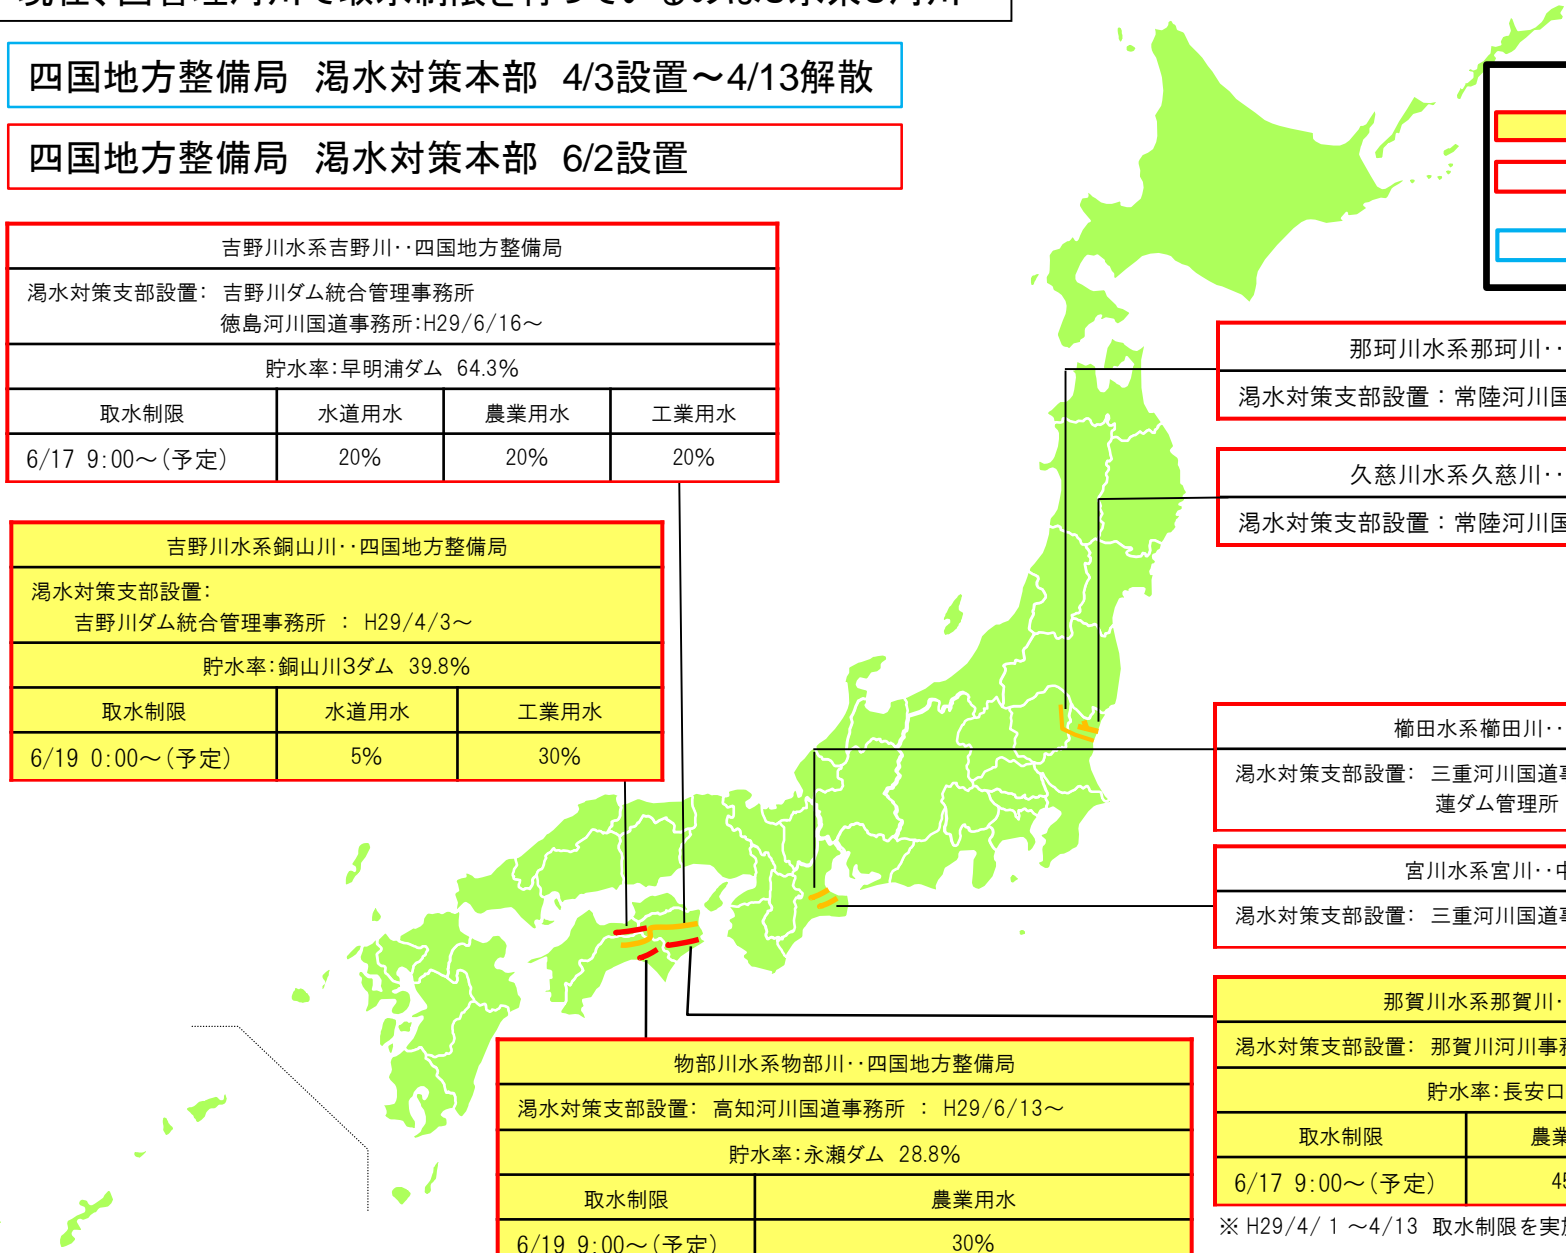 四国地方整備局 渇水対策本部 4/3設置～4/13解散
四国地方整備局 渇水対策本部 6/2設置
吉野川水系吉野川‥四国地方整備局
渇水対策支部設置： 吉野川ダム統合管理事務所
徳島河川国道事務所：H29/6/16～
貯水率：早明浦ダム 64.3%
取水制限 水道用水 農業用水 工業用水
6/17 9:00～（予定） 20% 20% 20%
吉野川水系銅山川‥四国地方整備局
渇水対策支部設置：
吉野川ダム統合管理事務所 ： H29/4/3～
貯水率：銅山川3ダム 39.8%
取水制限 水道用水 工業用水
6/19 0:00～（予定） 5% 30%
那珂川水系那珂川‥
渇水対策支部設置：常陸河川国
久慈川水系久慈川‥
渇水対策支部設置：常陸河川国
櫛田水系櫛田川‥
渇水対策支部設置： 三重河川国道事
蓮ダム管理所
宮川水系宮川‥中
渇水対策支部設置： 三重河川国道事
那賀川水系那賀川‥
渇水対策支部設置： 那賀川河川事務
貯水率：長安口
取水制限 農業
6/17 9:00～（予定） 45
※ H29/4/ 1 ～4/13 取水制限を実施
物部川水系物部川‥四国地方整備局
渇水対策支部設置： 高知河川国道事務所 ： H29/6/13～
貯水率：永瀬ダム 28.8%
取水制限 農業用水
6/19 9:00～（予定） 30%